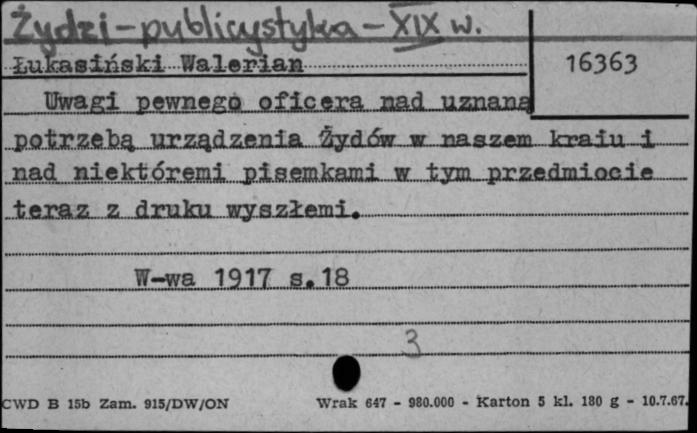 Żydzi-publicystyka-XIX w.
Łukasiński Walerian
16363
Uwagi pewnego oficera nad uznaną
potrzebą urządzenia Żydów w naszem kraiu i
nad niektóremi pisemkami w tym przedmiocie
teraz z druku wyszłemi.
W-wa 1917 s.18
3
CWD B 15b Zam. 915/DW/ON Wrak 647 - 980.000 - Karton 5 kl. 180 g - 10.7.67.